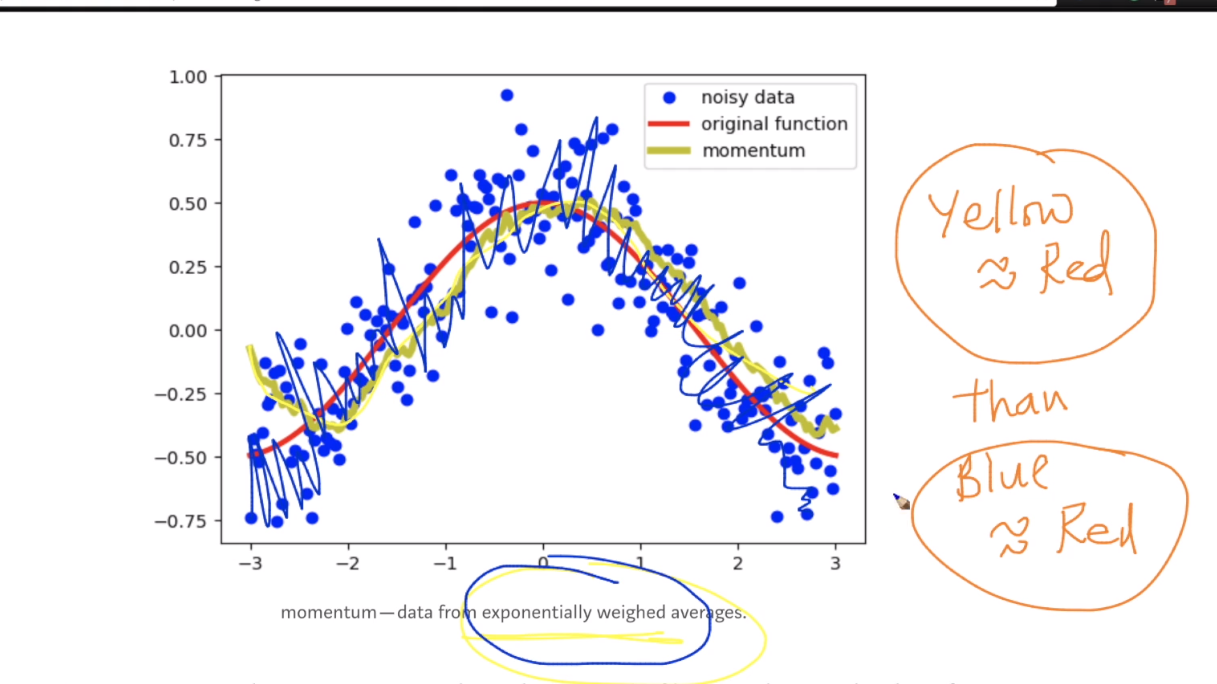 1.00
0.75
0.50
0.25
0.00
−0.25
−0.50
−0.75
−3
−2
−1
0
1
2
3
noisy data
original function
momentum
momentum — data from exponentially weighed averages.
Yellow
≈ Red
than
Blue
≈ Red